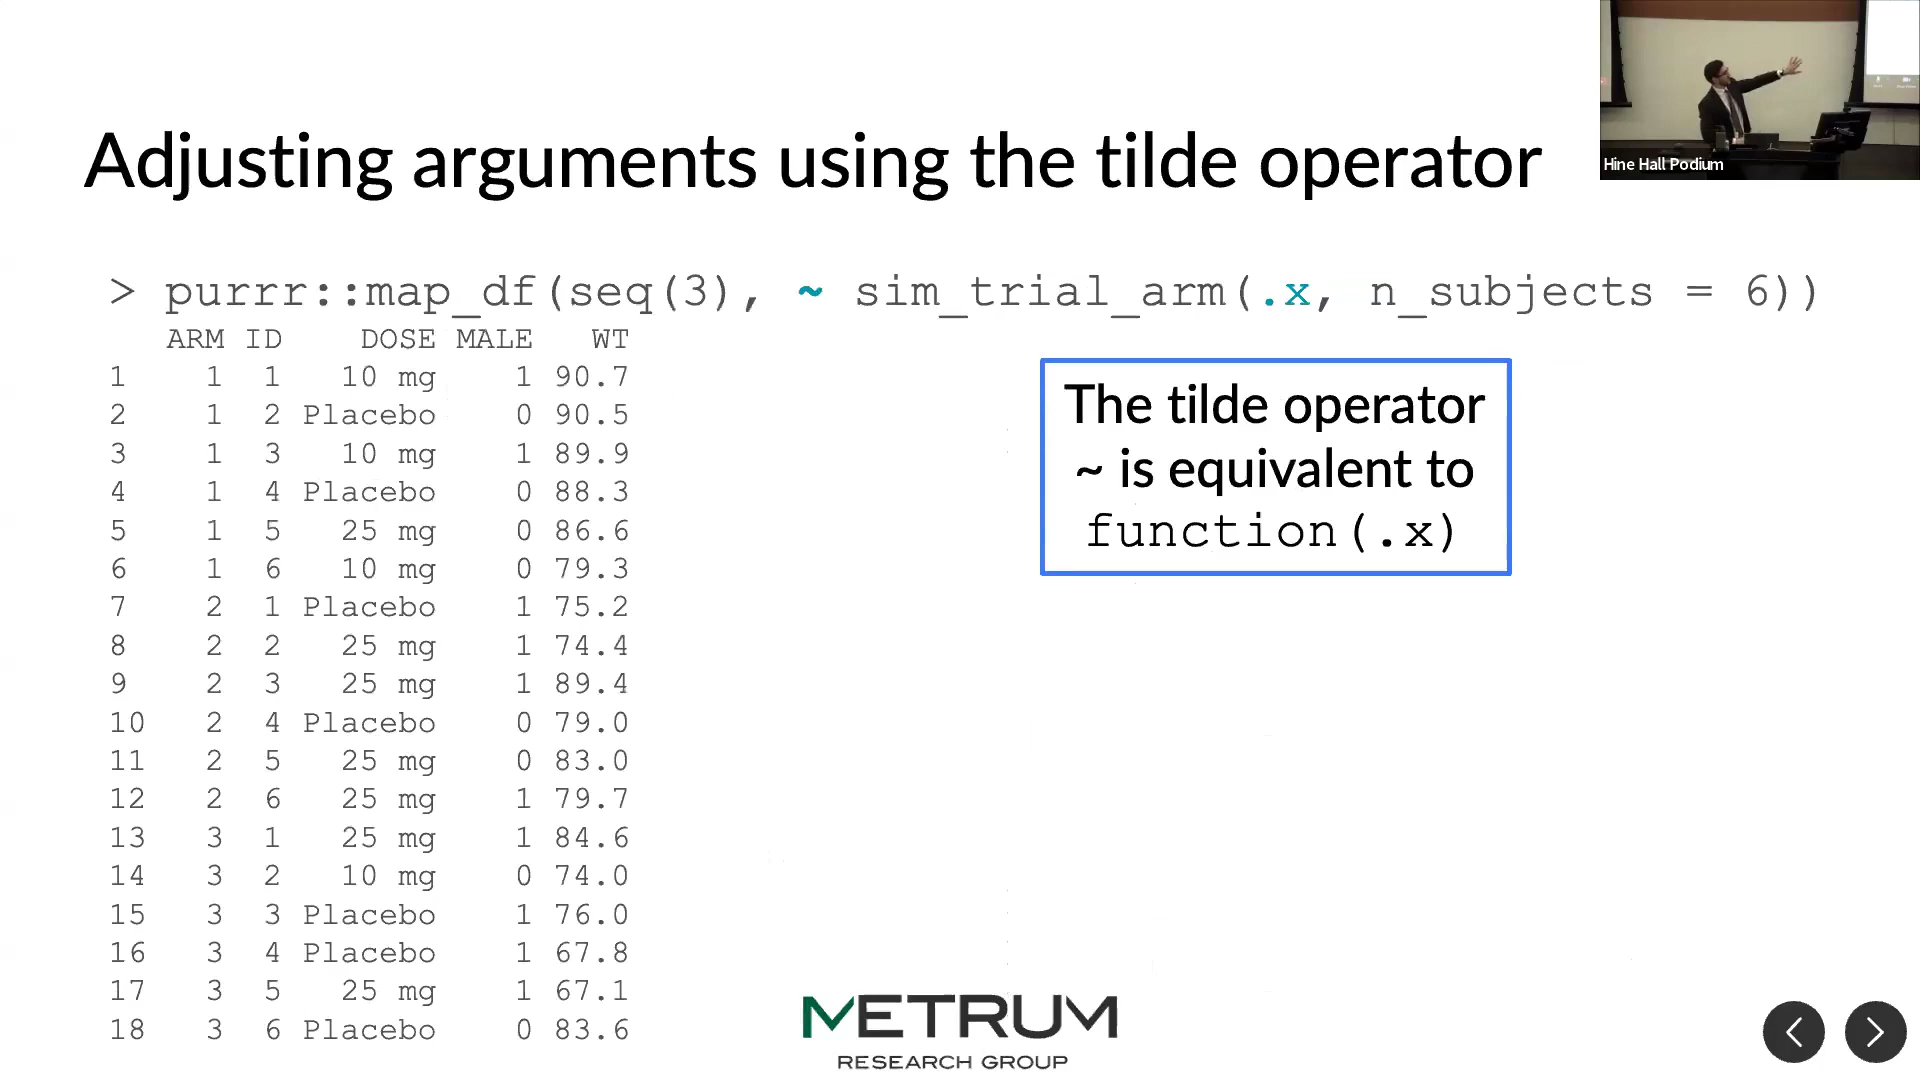 Hine Hall Podium
Adjusting arguments using the tilde operator
> purrr::map_df(seq(3), ~ sim_trial_arm(.x, n_subjects = 6))
ARM ID DOSE MALE WT
1 1 1 10 mg 1 90.7
2 1 2 Placebo 0 90.5
3 1 3 10 mg 1 89.9
4 1 4 Placebo 0 88.3
5 1 5 25 mg 0 86.6
6 1 6 10 mg 0 79.3
7 2 1 Placebo 1 75.2
8 2 2 25 mg 1 74.4
9 2 3 25 mg 1 89.4
10 2 4 Placebo 0 79.0
11 2 5 25 mg 0 83.0
12 2 6 25 mg 1 79.7
13 3 1 25 mg 1 84.6
14 3 2 10 mg 0 74.0
15 3 3 Placebo 1 76.0
16 3 4 Placebo 1 67.8
17 3 5 25 mg 1 67.1
18 3 6 Placebo 0 83.6
The tilde operator
~ is equivalent to
function(.x)
METRUM
RESEARCH GROUP